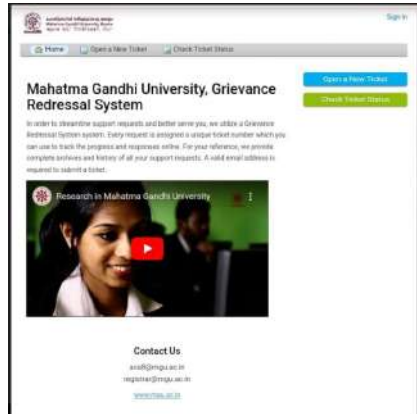 Sign In
Home
Open a New Ticket
Check Ticket Status
Open a New Ticket
Check Ticket Status
Mahatma Gandhi University, Grievance
Redressal System
In order to streamline support requests and better serve you, we utilize a Grievance
Redressal System system. Every request is assigned a unique ticket number which you
can use to track the progress and responses online. For your reference, we provide
complete archives and history of all your support requests. A valid email address is
required to submit a ticket.
Research in Mahatma Gandhi University
Contact Us
registrar@mgu.ac.in